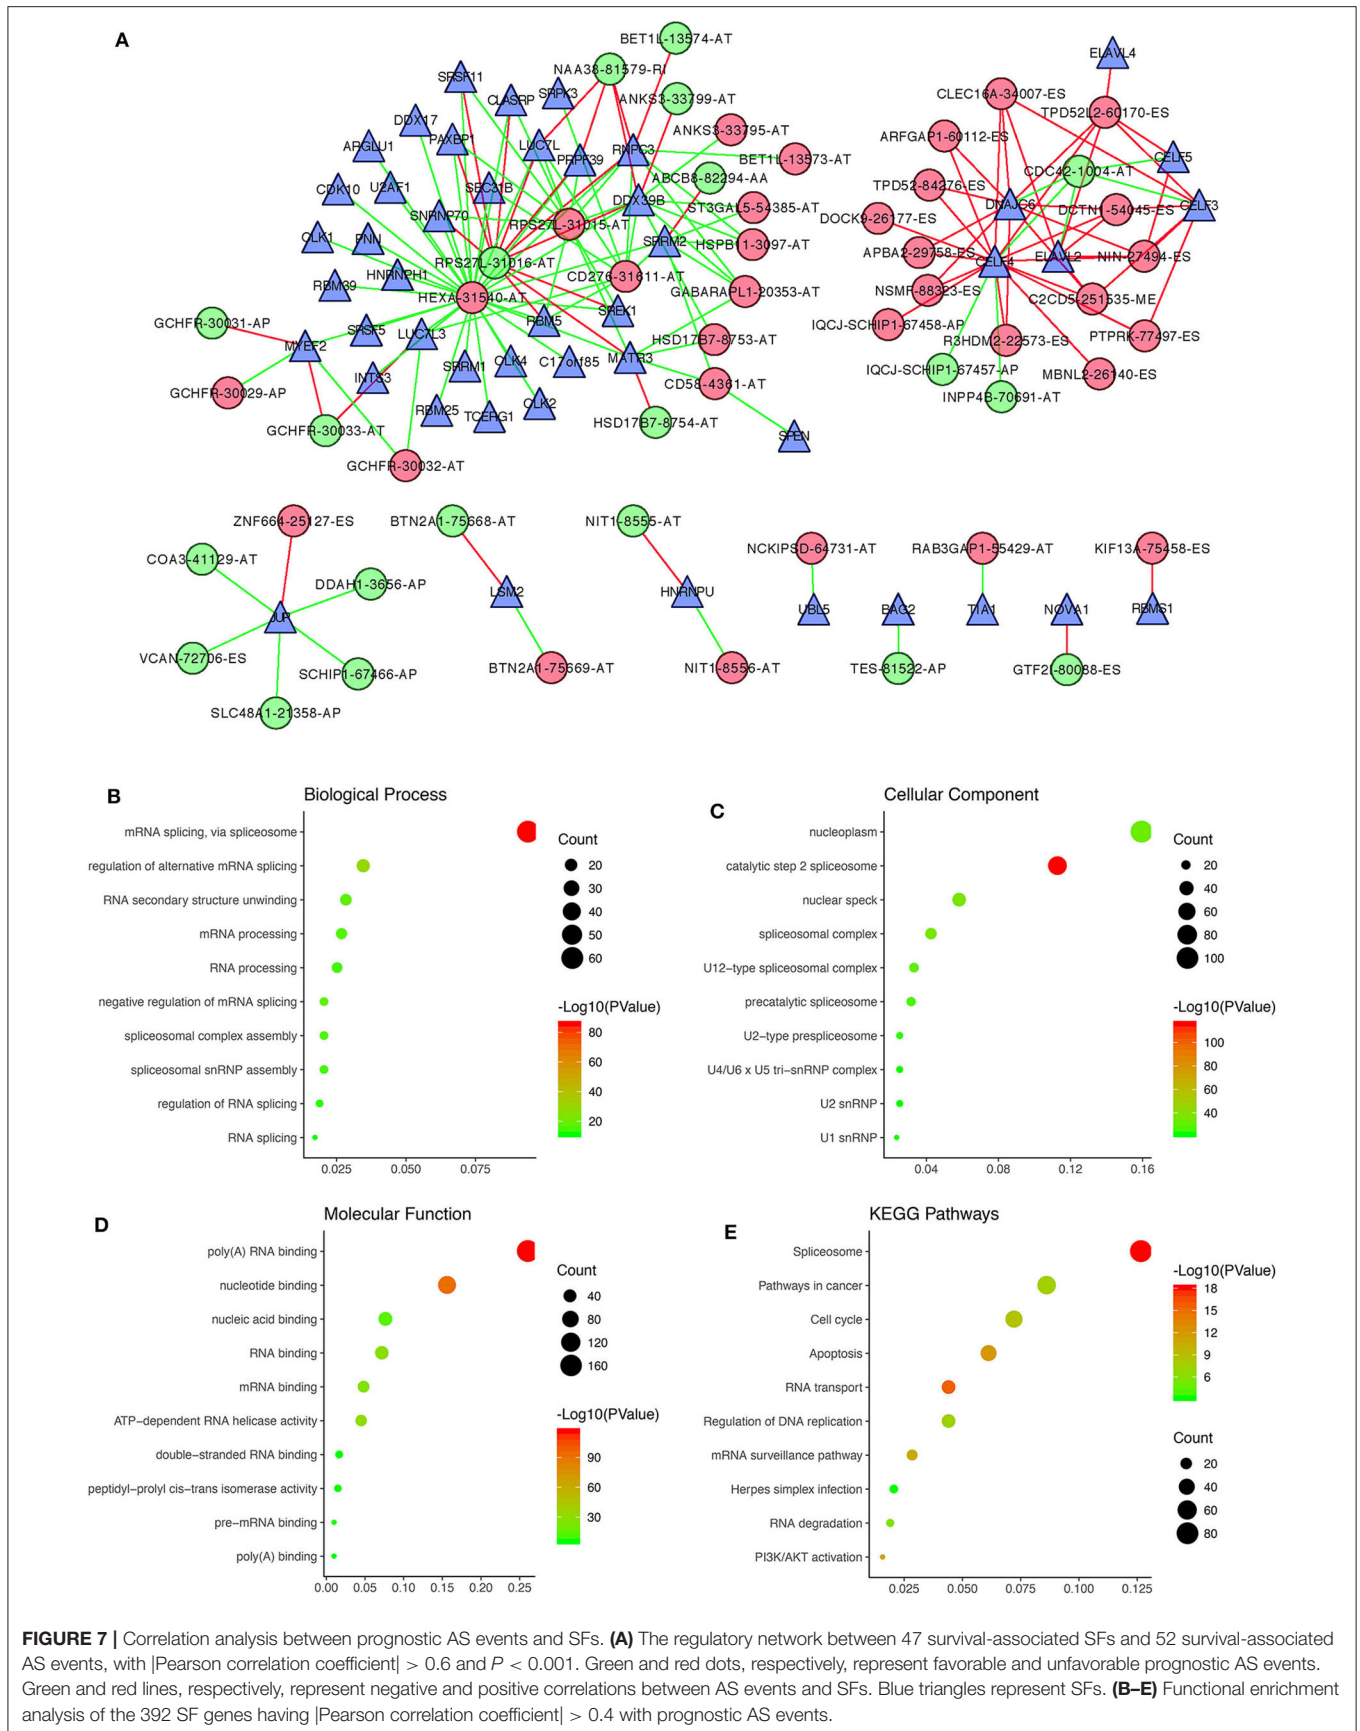 A
BET1L-13574-AT
NAA38-81579-RI
ANKS3-33799-AT
ANKS3-33795-AT
BET1L-13573-AT
ABCB8-82294-AA
ST3GAL5-54385-AT
HSPB11-3097-AT
GABARAPL1-20353-AT
SRSF11
CLASRP
SRPK3
DDX17
PAXBP1
LUC7L
PRPF39
RNPC3
ARGLU1
CDK10
U2AF1
SEC31B
DDX39B
SNRNP70
RPS27L-31015-AT
SRRM2
CLK1
PNN
RPS27L-31016-AT
CD276-31611-AT
HNRNPH1
RBM39
HEXA-31540-AT
GCHFR-30031-AP
SRSF5
LUC7L3
RBM5
SREK1
HSD17B7-8753-AT
MYEF2
INTS3
SRRM1
CLK4
C17orf85
MATR3
CD58-4361-AT
GCHFR-30029-AP
RBM25
TCERG1
CLK2
GCHFR-30033-AT
HSD17B7-8754-AT
SPEN
GCHFR-30032-AT
ELAVL4
CLEC16A-34007-ES
TPD52L2-60170-ES
ARFGAP1-60112-ES
CELF5
CDC42-1004-AT
TPD52-84276-ES
DNAJC6
DCTN1-54045-ES
CELF3
DOCK9-26177-ES
APBA2-29758-ES
CELF4
ELAVL2
NIN-27494-ES
NSMF-88323-ES
C2CD5-251535-ME
IQCJ-SCHIP1-67458-AP
R3HDM2-22573-ES
PTPRK-77497-ES
IQCJ-SCHIP1-67457-AP
MBNL2-26140-ES
INPP4B-70691-AT
ZNF664-25127-ES
COA3-41129-AT
DDAH1-3656-AP
JUP
VCAN-72706-ES
SCHIP1-67466-AP
SLC48A1-21358-AP
BTN2A1-75668-AT
LSM2
BTN2A1-75669-AT
NIT1-8555-AT
HNRNPU
NIT1-8556-AT
NCKIPSD-64731-AT
RAB3GAP1-55429-AT
KIF13A-75458-ES
UBL5
BAG2
TIA1
NOVA1
RBMS1
TES-81522-AP
GTF2I-80088-ES
B
Biological Process
mRNA splicing, via spliceosome
regulation of alternative mRNA splicing
RNA secondary structure unwinding
mRNA processing
RNA processing
negative regulation of mRNA splicing
spliceosomal complex assembly
spliceosomal snRNP assembly
regulation of RNA splicing
RNA splicing
0.025 0.050 0.075
Count
20
30
40
50
60
-Log10(PValue)
80
60
40
20
C
Cellular Component
nucleoplasm
catalytic step 2 spliceosome
nuclear speck
spliceosomal complex
U12−type spliceosomal complex
precatalytic spliceosome
U2−type prespliceosome
U4/U6 x U5 tri−snRNP complex
U2 snRNP
U1 snRNP
0.04 0.08 0.12 0.16
Count
20
40
60
80
100
-Log10(PValue)
100
80
60
40
D
Molecular Function
poly(A) RNA binding
nucleotide binding
nucleic acid binding
RNA binding
mRNA binding
ATP−dependent RNA helicase activity
double−stranded RNA binding
peptidyl−prolyl cis−trans isomerase activity
pre−mRNA binding
poly(A) binding
0.00 0.05 0.10 0.15 0.20 0.25
Count
40
80
120
160
-Log10(PValue)
90
60
30
E
KEGG Pathways
Spliceosome
Pathways in cancer
Cell cycle
Apoptosis
RNA transport
Regulation of DNA replication
mRNA surveillance pathway
Herpes simplex infection
RNA degradation
PI3K/AKT activation
0.025 0.050 0.075 0.100 0.125
-Log10(PValue)
18
15
12
9
6
Count
20
40
60
80
FIGURE 7 | Correlation analysis between prognostic AS events and SFs. (A) The regulatory network between 47 survival-associated SFs and 52 survival-associated
AS events, with |Pearson correlation coefficient| > 0.6 and P < 0.001. Green and red dots, respectively, represent favorable and unfavorable prognostic AS events.
Green and red lines, respectively, represent negative and positive correlations between AS events and SFs. Blue triangles represent SFs. (B–E) Functional enrichment
analysis of the 392 SF genes having |Pearson correlation coefficient| > 0.4 with prognostic AS events.